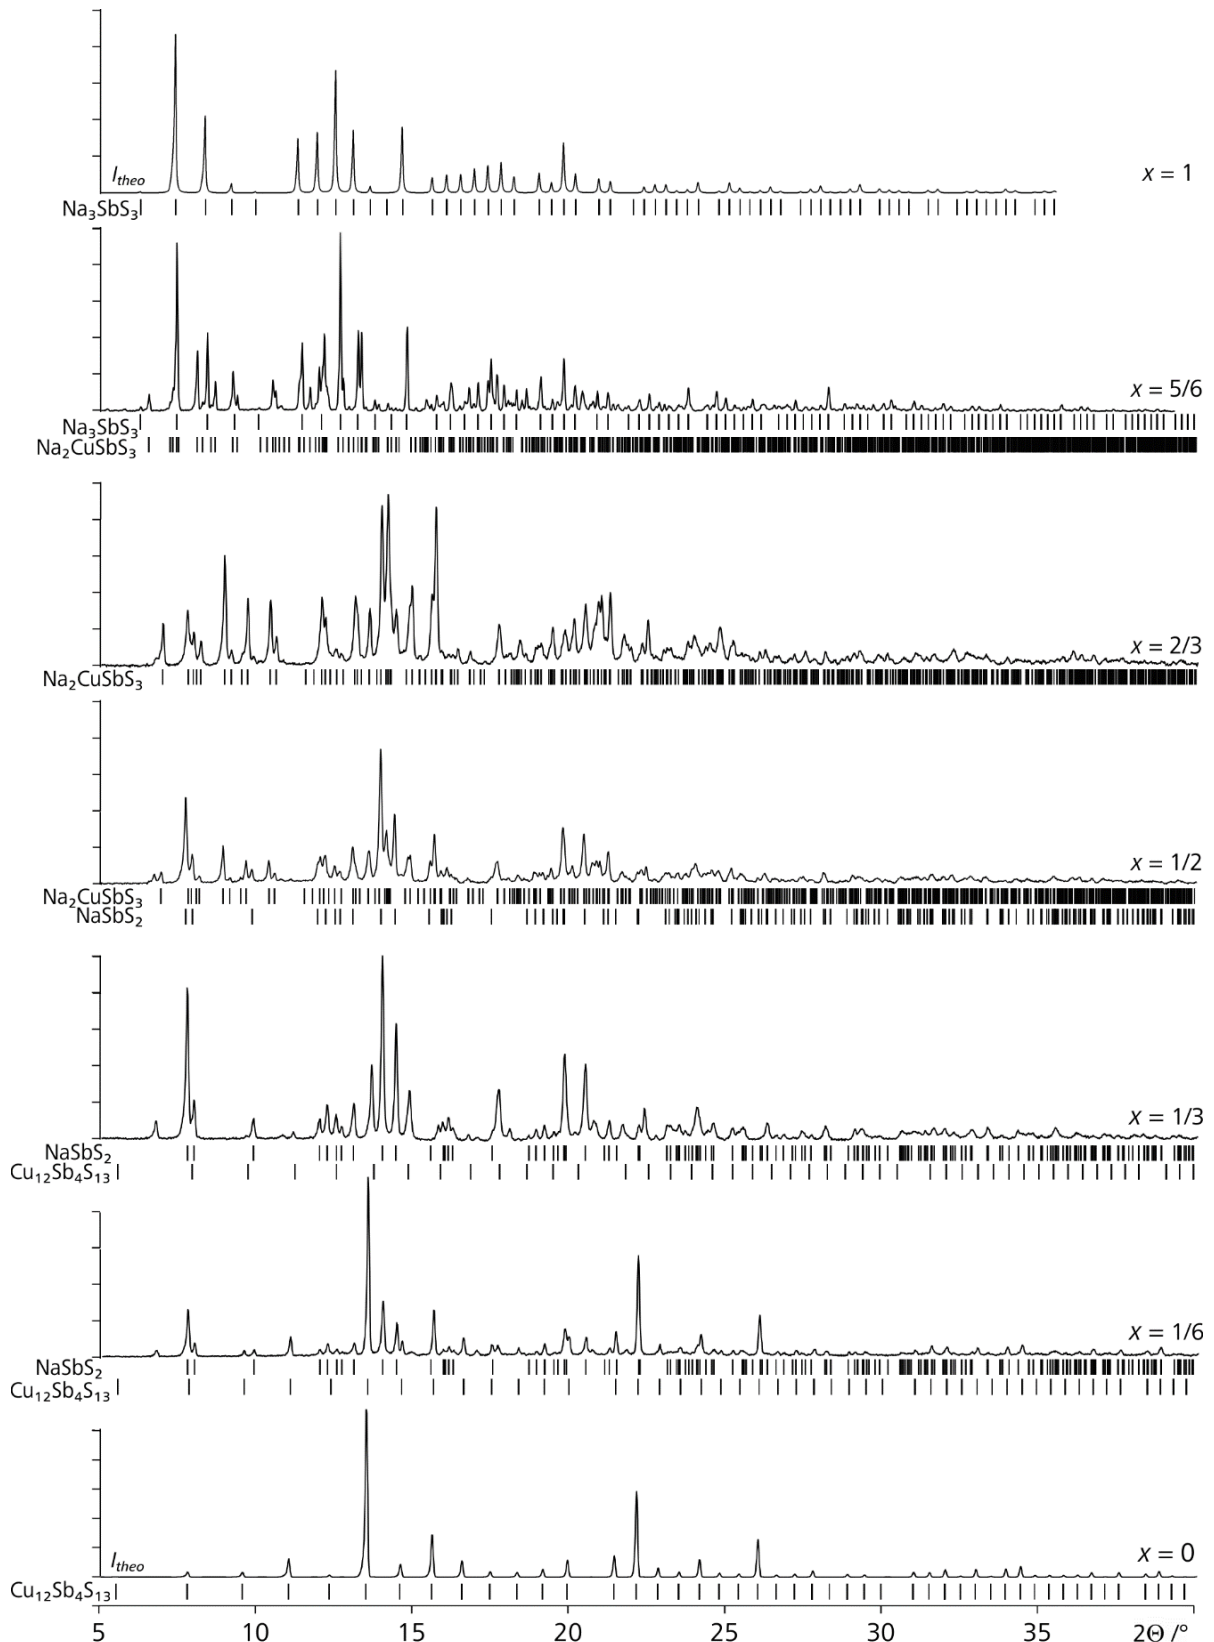 I_theo
x = 1
Na₃SbS₃
x = 5/6
Na₃SbS₃
Na₂CuSbS₃
x = 2/3
Na₂CuSbS₃
x = 1/2
Na₂CuSbS₃
NaSbS₂
x = 1/3
NaSbS₂
Cu₁₂Sb₄S₁₃
x = 1/6
NaSbS₂
Cu₁₂Sb₄S₁₃
I_theo
x = 0
Cu₁₂Sb₄S₁₃
5 10 15 20 25 30 35 2Θ /°